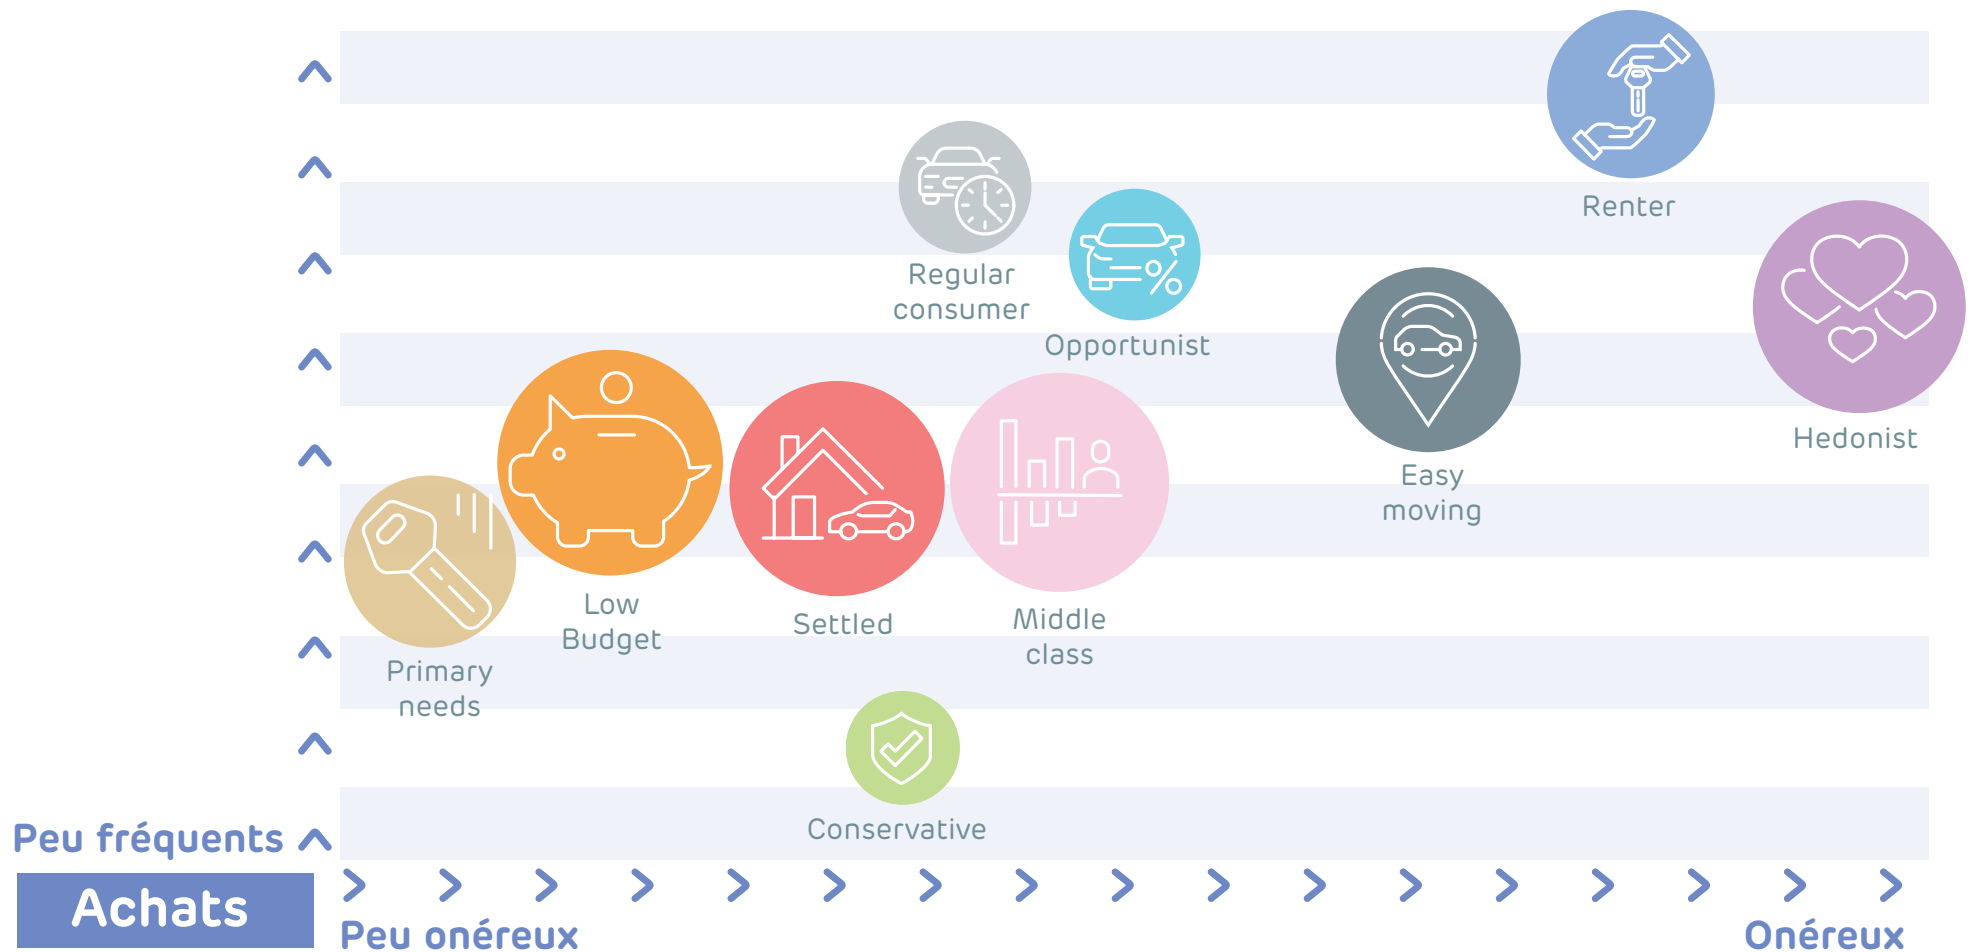 Renter
Regular
consumer
Opportunist
Hedonist
Easy
moving
Low
Budget
Settled
Middle
class
Primary
needs
Conservative
Peu fréquents
Achats
Peu onéreux
Onéreux